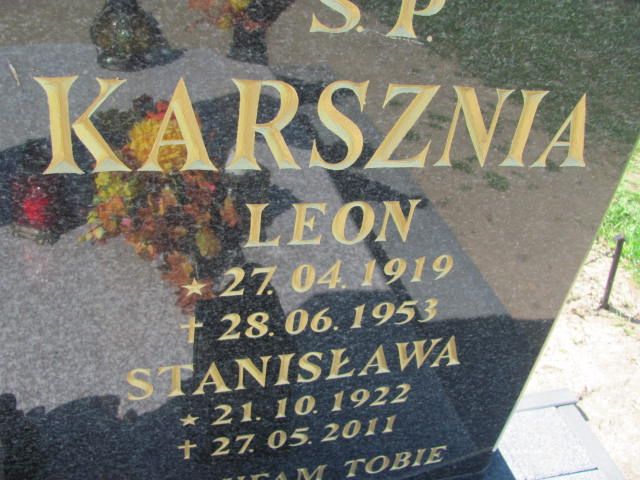 S. P.
KARSZNIA
LEON
★ 27. 04. 1919
† 28. 06. 1953
STANISŁAWA
★ 21. 10. 1922
† 27. 05. 2011
TOBIE